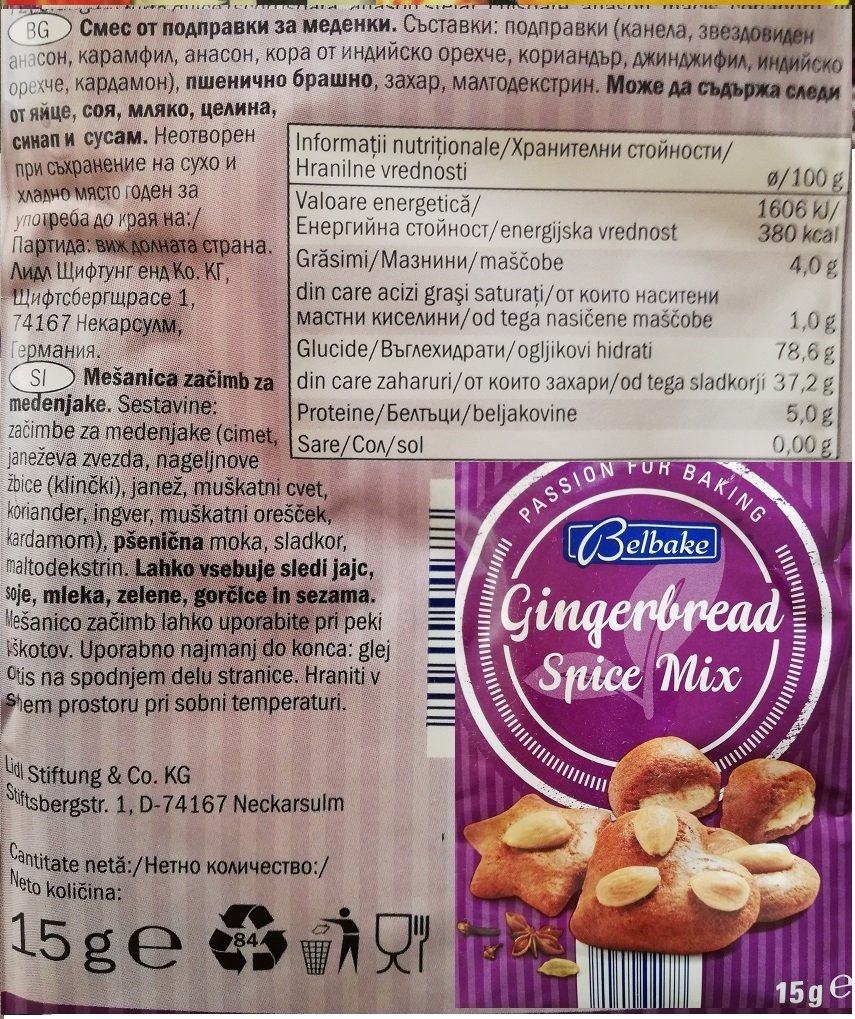 BG Смес от подправки за меденки. Съставки: подправки (канела, звездовиден
анасон, карамфил, анасон, кора от индийско орехче, кориандър, джинджифил, индийско
орехче, кардамон), пшенично брашно, захар, малтодекстрин. Може да съдържа следи
от яйце, соя, мляко, целина,
синап и сусам. Неотворен
при съхранение на сухо и
хладно място годен за
употреба до края на:/
Партида: виж долната страна.
Лидл Щифтунг енд Ко. КГ,
Щифтсбергщрасе 1,
74167 Некарсулм,
Германия.
Informații nutriționale/Хранителни стойности/
Hranilne vrednosti
ø/100 g
Valoare energetică/ 1606 kJ/
Енергийна стойност/energijska vrednost 380 kcal
Grăsimi/Мазнини/maščobe 4,0 g
din care acizi grași saturați/от които наситени
мастни киселини/od tega nasičene maščobe 1,0 g
Glucide/Въглехидрати/ogljikovi hidrati 78,6 g
din care zaharuri/от които захари/od tega sladkorji 37,2 g
Proteine/Белтъци/beljakovine 5,0 g
Sare/Сол/sol 0,00 g
SI Mešanica začimb za
medenjake. Sestavine:
začimbe za medenjake (cimet,
janeževa zvezda, nageljnove
žbice (klinčki), janež, muškatni cvet,
koriander, ingver, muškatni orešček,
kardamom), pšenična moka, sladkor,
maltodekstrin. Lahko vsebuje sledi jajc,
soje, mleka, zelene, gorčice in sezama.
Mešanico začimb lahko uporabite pri peki
piškotov. Uporabno najmanj do konca: glej
otis na spodnjem delu stranice. Hraniti v
prostoru pri sobni temperaturi.
Lidl Stiftung & Co. KG
Stiftsbergstr. 1, D-74167 Neckarsulm
Cantitate netă:/Нетно количество:/
Neto količina:
15 g e
84
PASSION FOR BAKING
Belbake
Gingerbread
Spice Mix
15 g e